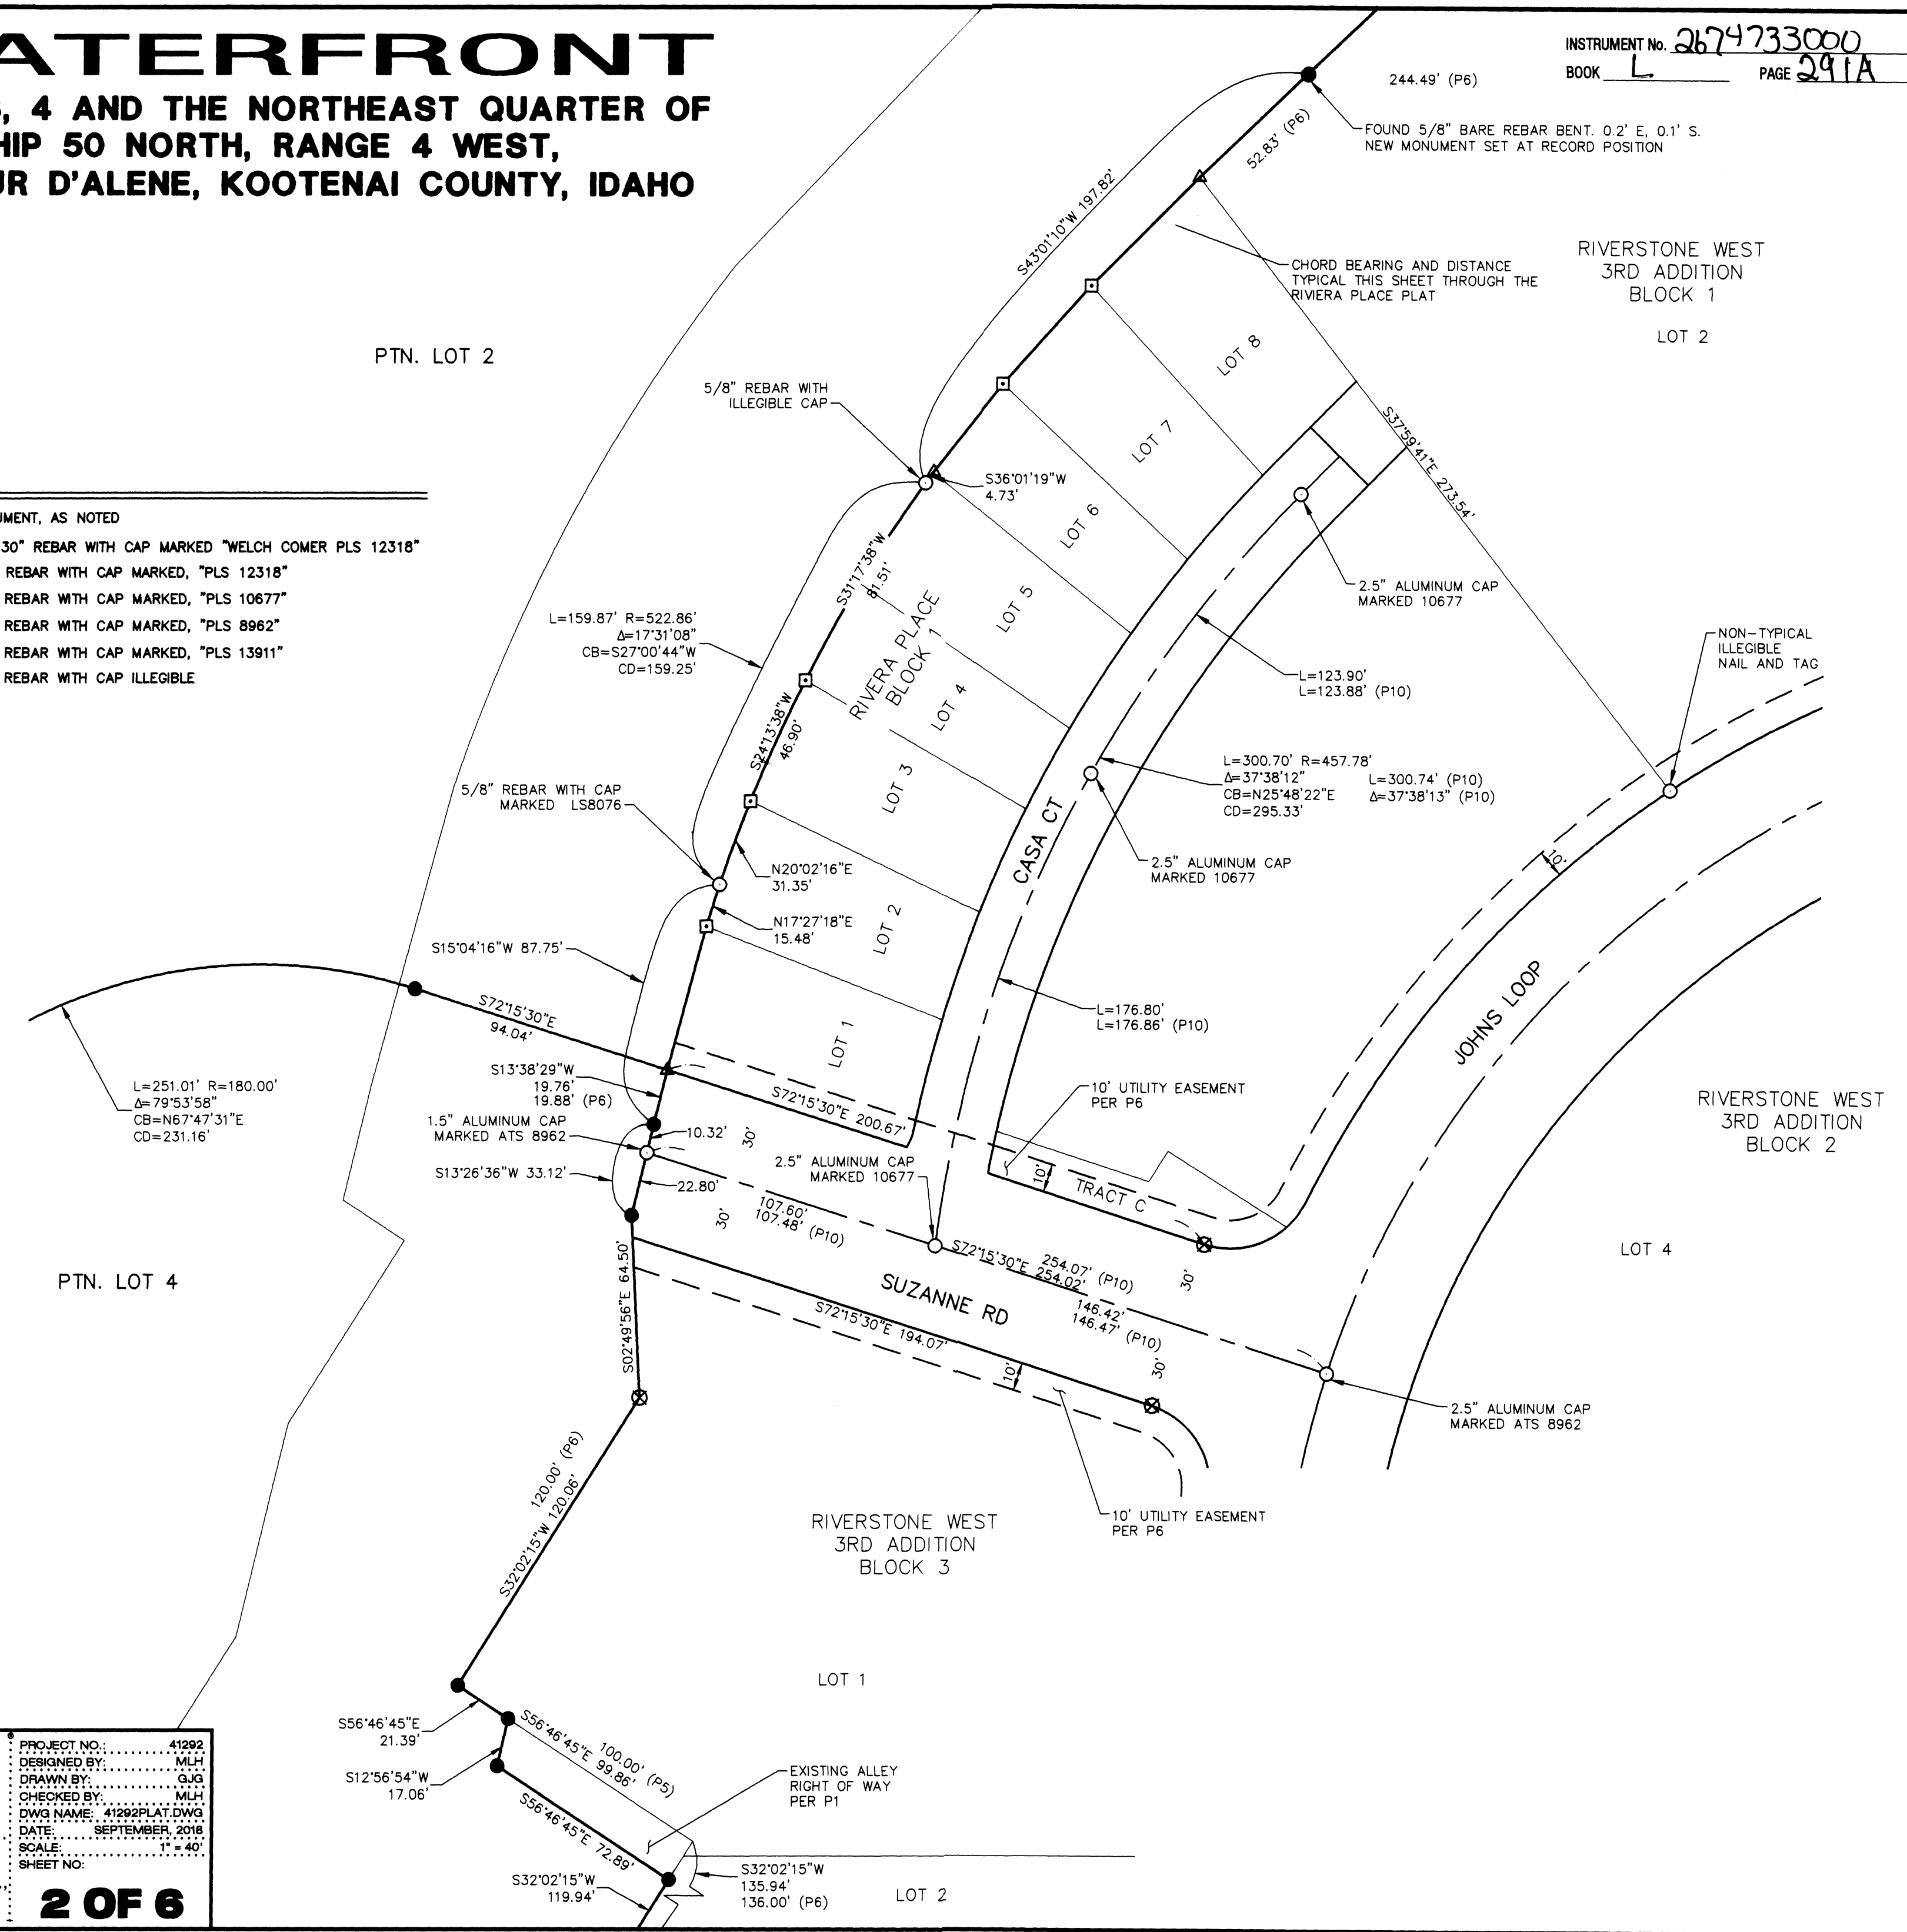 ATERFRONT
, 4 AND THE NORTHEAST QUARTER OF
HIP 50 NORTH, RANGE 4 WEST,
UR D'ALENE, KOOTENAI COUNTY, IDAHO
INSTRUMENT No. 2674733000
BOOK L PAGE 291A
244.49' (P6)
FOUND 5/8" BARE REBAR BENT. 0.2' E, 0.1' S.
NEW MONUMENT SET AT RECORD POSITION
52.83' (P6)
S43°01'10"W 197.82'
CHORD BEARING AND DISTANCE
TYPICAL THIS SHEET THROUGH THE
RIVIERA PLACE PLAT
RIVERSTONE WEST
3RD ADDITION
BLOCK 1
LOT 2
PTN. LOT 2
LOT 8
5/8" REBAR WITH
ILLEGIBLE CAP
LOT 7
S37°59'41"E 273.54'
S36°01'19"W
4.73'
LOT 6
UMENT, AS NOTED
30" REBAR WITH CAP MARKED "WELCH COMER PLS 12318"
REBAR WITH CAP MARKED, "PLS 12318"
REBAR WITH CAP MARKED, "PLS 10677"
REBAR WITH CAP MARKED, "PLS 8962"
REBAR WITH CAP MARKED, "PLS 13911"
REBAR WITH CAP ILLEGIBLE
S31°17'38"W
81.51'
2.5" ALUMINUM CAP
MARKED 10677
LOT 5
L=159.87' R=522.86'
Δ=17°31'08"
CB=S27°00'44"W
CD=159.25'
RIVERA PLACE
BLOCK 1
NON-TYPICAL
ILLEGIBLE
NAIL AND TAG
L=123.90'
L=123.88' (P10)
LOT 4
S24°13'38"W
46.90'
L=300.70' R=457.78'
Δ=37°38'12"
CB=N25°48'22"E
CD=295.33'
L=300.74' (P10)
Δ=37°38'13" (P10)
LOT 3
5/8" REBAR WITH CAP
MARKED LS8076
CASA CT
2.5" ALUMINUM CAP
MARKED 10677
10'
N20°02'16"E
31.35'
N17°27'18"E
15.48'
LOT 2
S15°04'16"W 87.75'
JOHNS LOOP
S72°15'30"E
94.04'
L=176.80'
L=176.86' (P10)
LOT 1
L=251.01' R=180.00'
Δ=79°53'58"
CB=N67°47'31"E
CD=231.16'
S13°38'29"W
19.76'
19.88' (P6)
S72°15'30"E 200.67'
10' UTILITY EASEMENT
PER P6
RIVERSTONE WEST
3RD ADDITION
BLOCK 2
1.5" ALUMINUM CAP
MARKED ATS 8962
10.32'
30'
2.5" ALUMINUM CAP
MARKED 10677
S13°26'36"W 33.12'
22.80'
10'
TRACT C
107.60'
107.48' (P10)
30'
LOT 4
S72°15'30"E
254.07' (P10)
254.02'
30'
PTN. LOT 4
S02°49'56"E 64.50'
SUZANNE RD
146.42'
146.47' (P10)
S72°15'30"E 194.07'
30'
10'
2.5" ALUMINUM CAP
MARKED ATS 8962
120.00' (P6)
S32°02'15"W 120.06'
10' UTILITY EASEMENT
PER P6
RIVERSTONE WEST
3RD ADDITION
BLOCK 3
LOT 1
S56°46'45"E
21.39'
S56°46'45"E
100.00' (P5)
99.86'
S12°56'54"W
17.06'
EXISTING ALLEY
RIGHT OF WAY
PER P1
S56°46'45"E 72.89'
S32°02'15"W
119.94'
S32°02'15"W
135.94'
136.00' (P6)
LOT 2
PROJECT NO.: 41292
DESIGNED BY: MLH
DRAWN BY: GJG
CHECKED BY: MLH
DWG NAME: 41292PLAT.DWG
DATE: SEPTEMBER, 2018
SCALE: 1" = 40'
SHEET NO:
2 OF 6